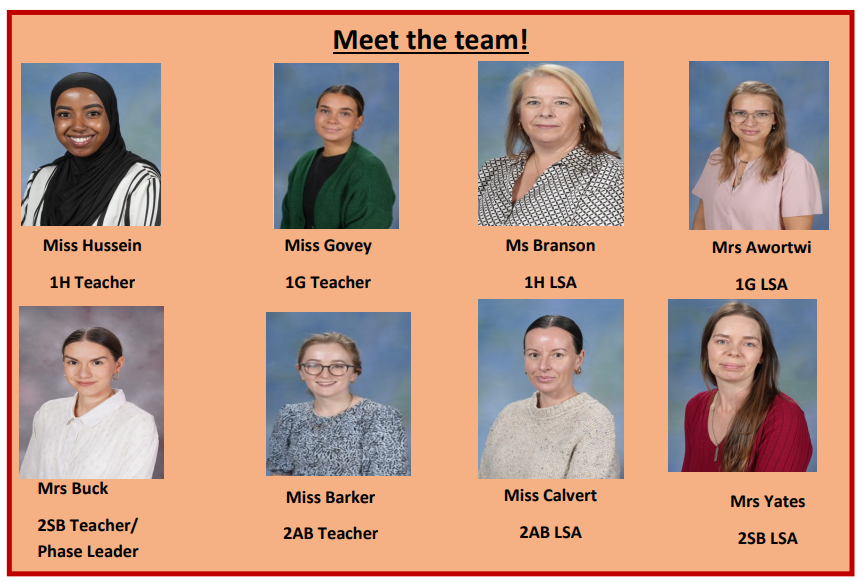 Meet the team!
Miss Hussein
Miss Govey
Ms Branson
Mrs Awortwi
1H Teacher
1G Teacher
1H LSA
1G LSA
Mrs Buck
Miss Barker
Miss Calvert
Mrs Yates
2SB Teacher/
Phase Leader
2AB Teacher
2AB LSA
2SB LSA